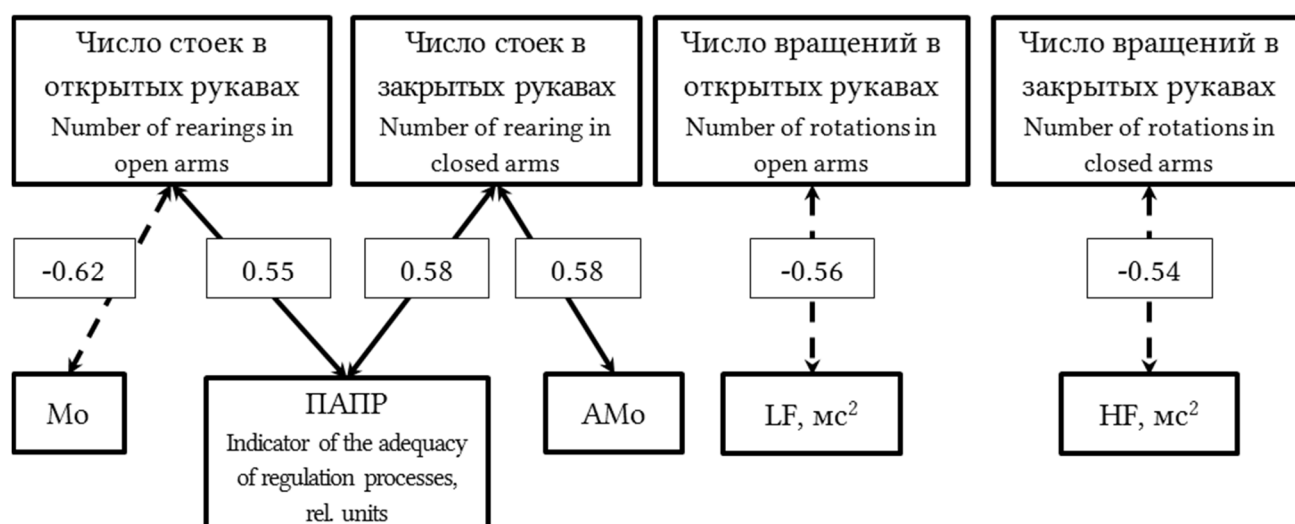 Число стоек в
открытых рукавах
Number of rearings in
open arms
Число стоек в
закрытых рукавах
Number of rearing in
closed arms
Число вращений в
открытых рукавах
Number of rotations in
open arms
Число вращений в
закрытых рукавах
Number of rotations in
closed arms
-0.62
0.55
0.58
0.58
-0.56
-0.54
Мо
ПАПР
Indicator of the adequacy
of regulation processes,
rel. units
АМо
LF, мс²
HF, мс²